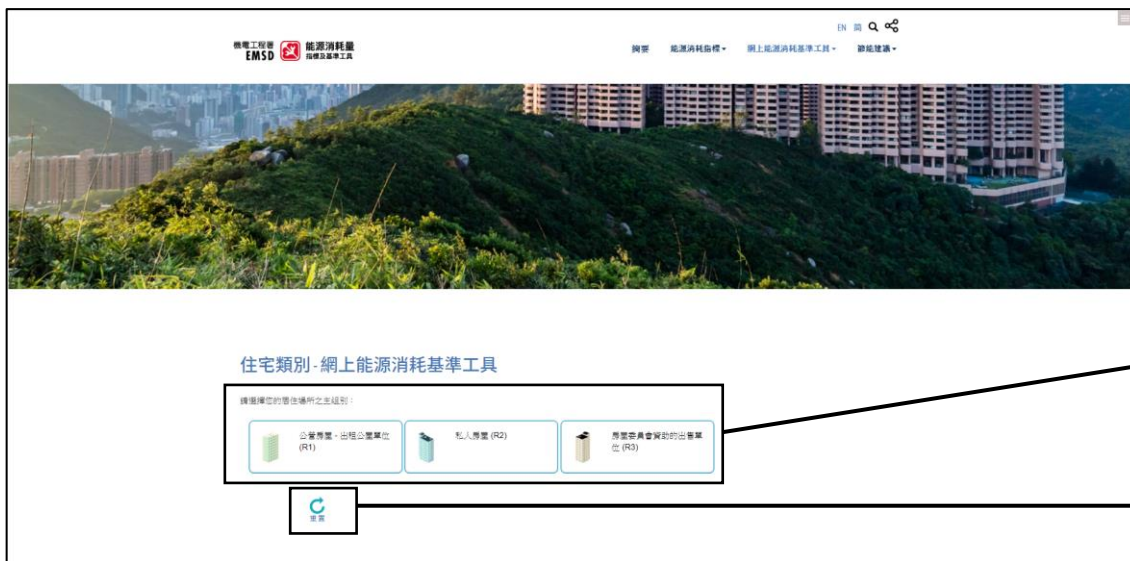 EN 简
機電工程署
EMSD
能源消耗量
指標及基準工具
摘要 能源消耗指標 網上能源消耗基準工具 節能建議
住宅類別 - 網上能源消耗基準工具
請選擇您的居住場所之主組別：
公營房屋 - 出租公屋單位
(R1)
私人房屋 (R2)
房屋委員會資助的出售單
位 (R3)
重置